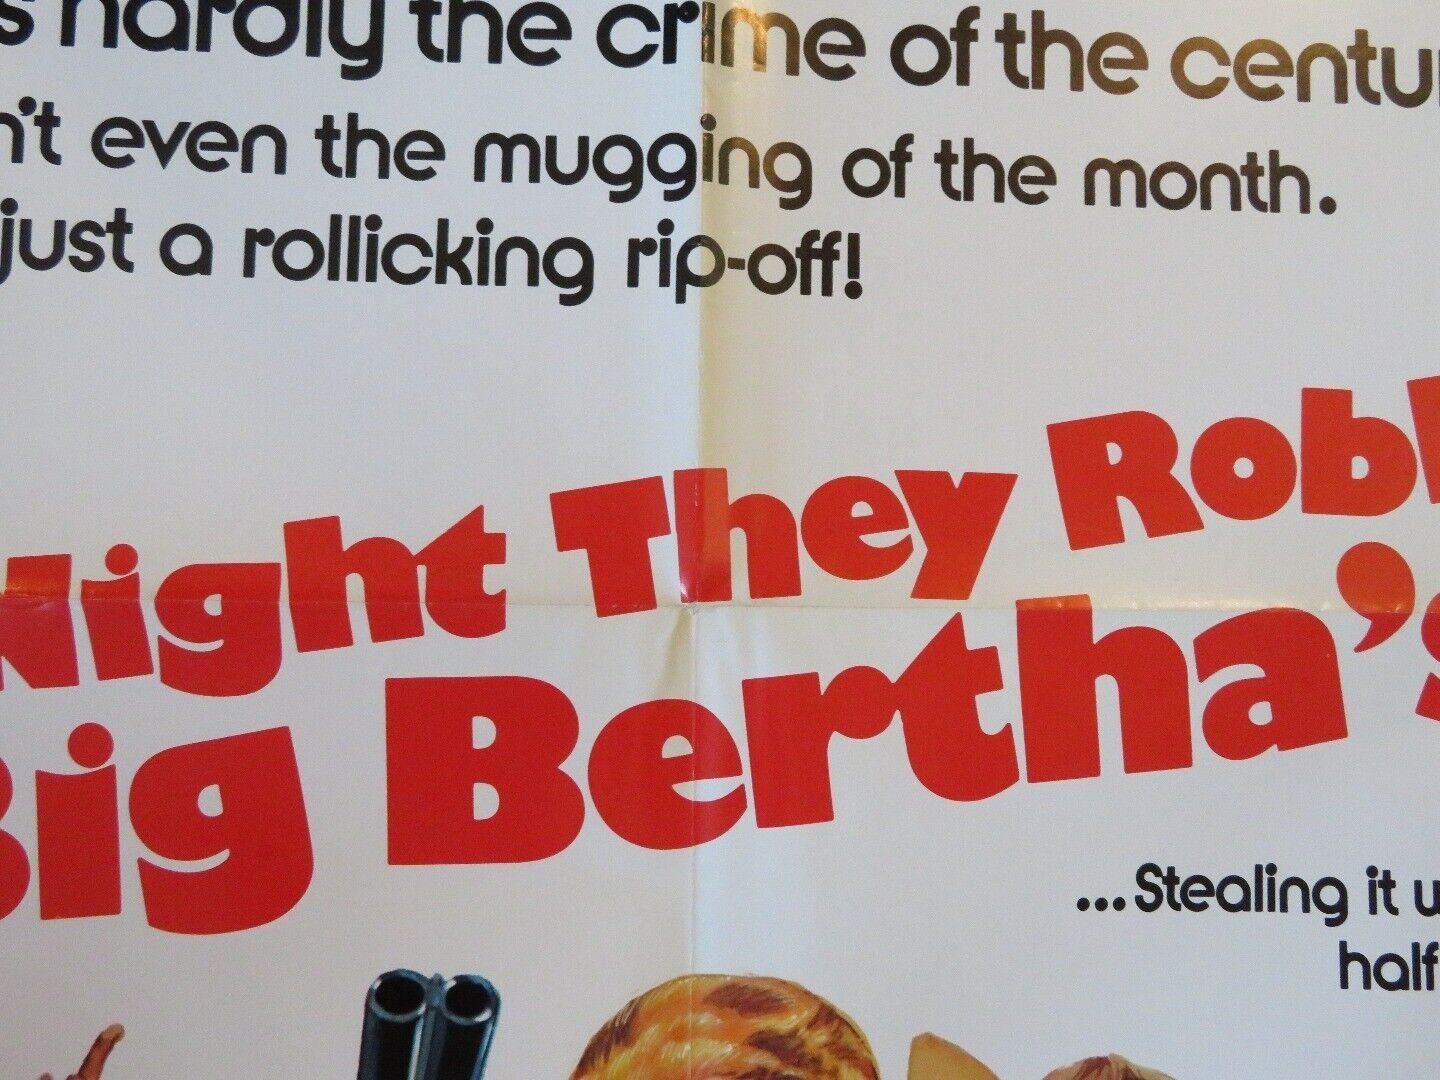 s hardly the crime of the centu
n't even the mugging of the month.
just a rollicking rip-off!
Night They Robb
Big Bertha's
...Stealing it w
half